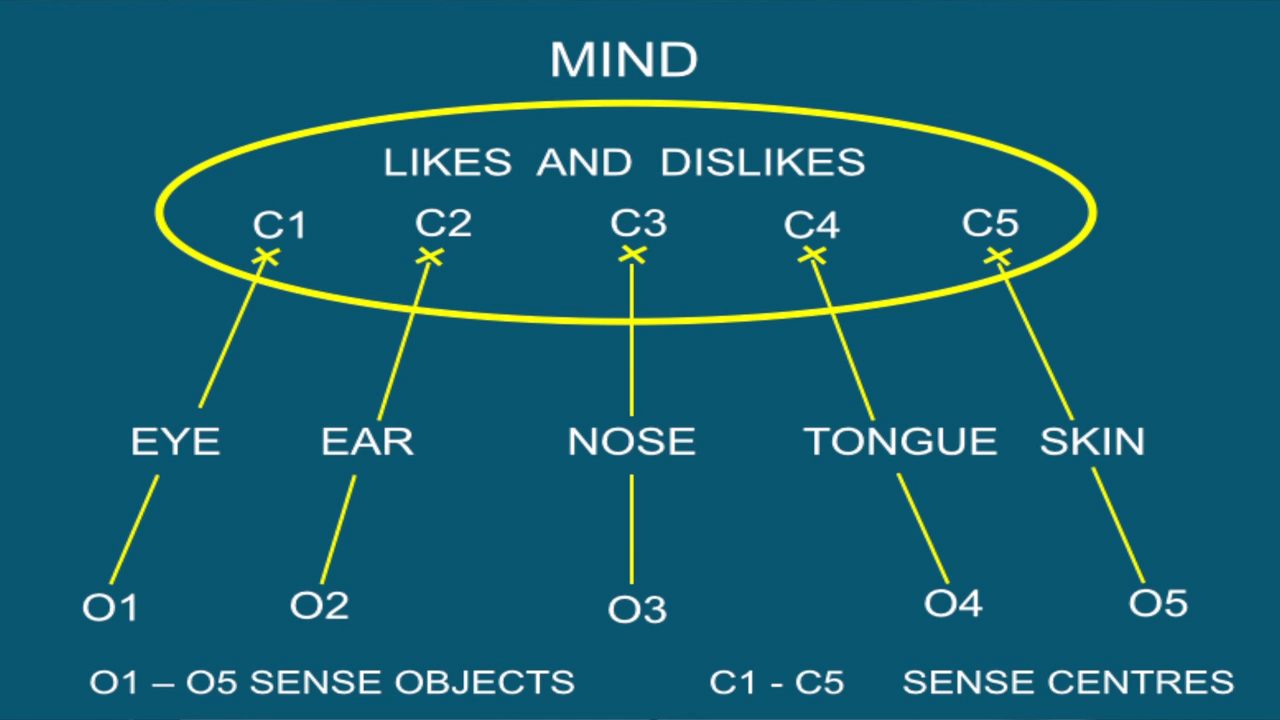 MIND
LIKES AND DISLIKES
C1 C2 C3 C4 C5
EYE EAR NOSE TONGUE SKIN
O1 O2 O3 O4 O5
O1 – O5 SENSE OBJECTS C1 - C5 SENSE CENTRES